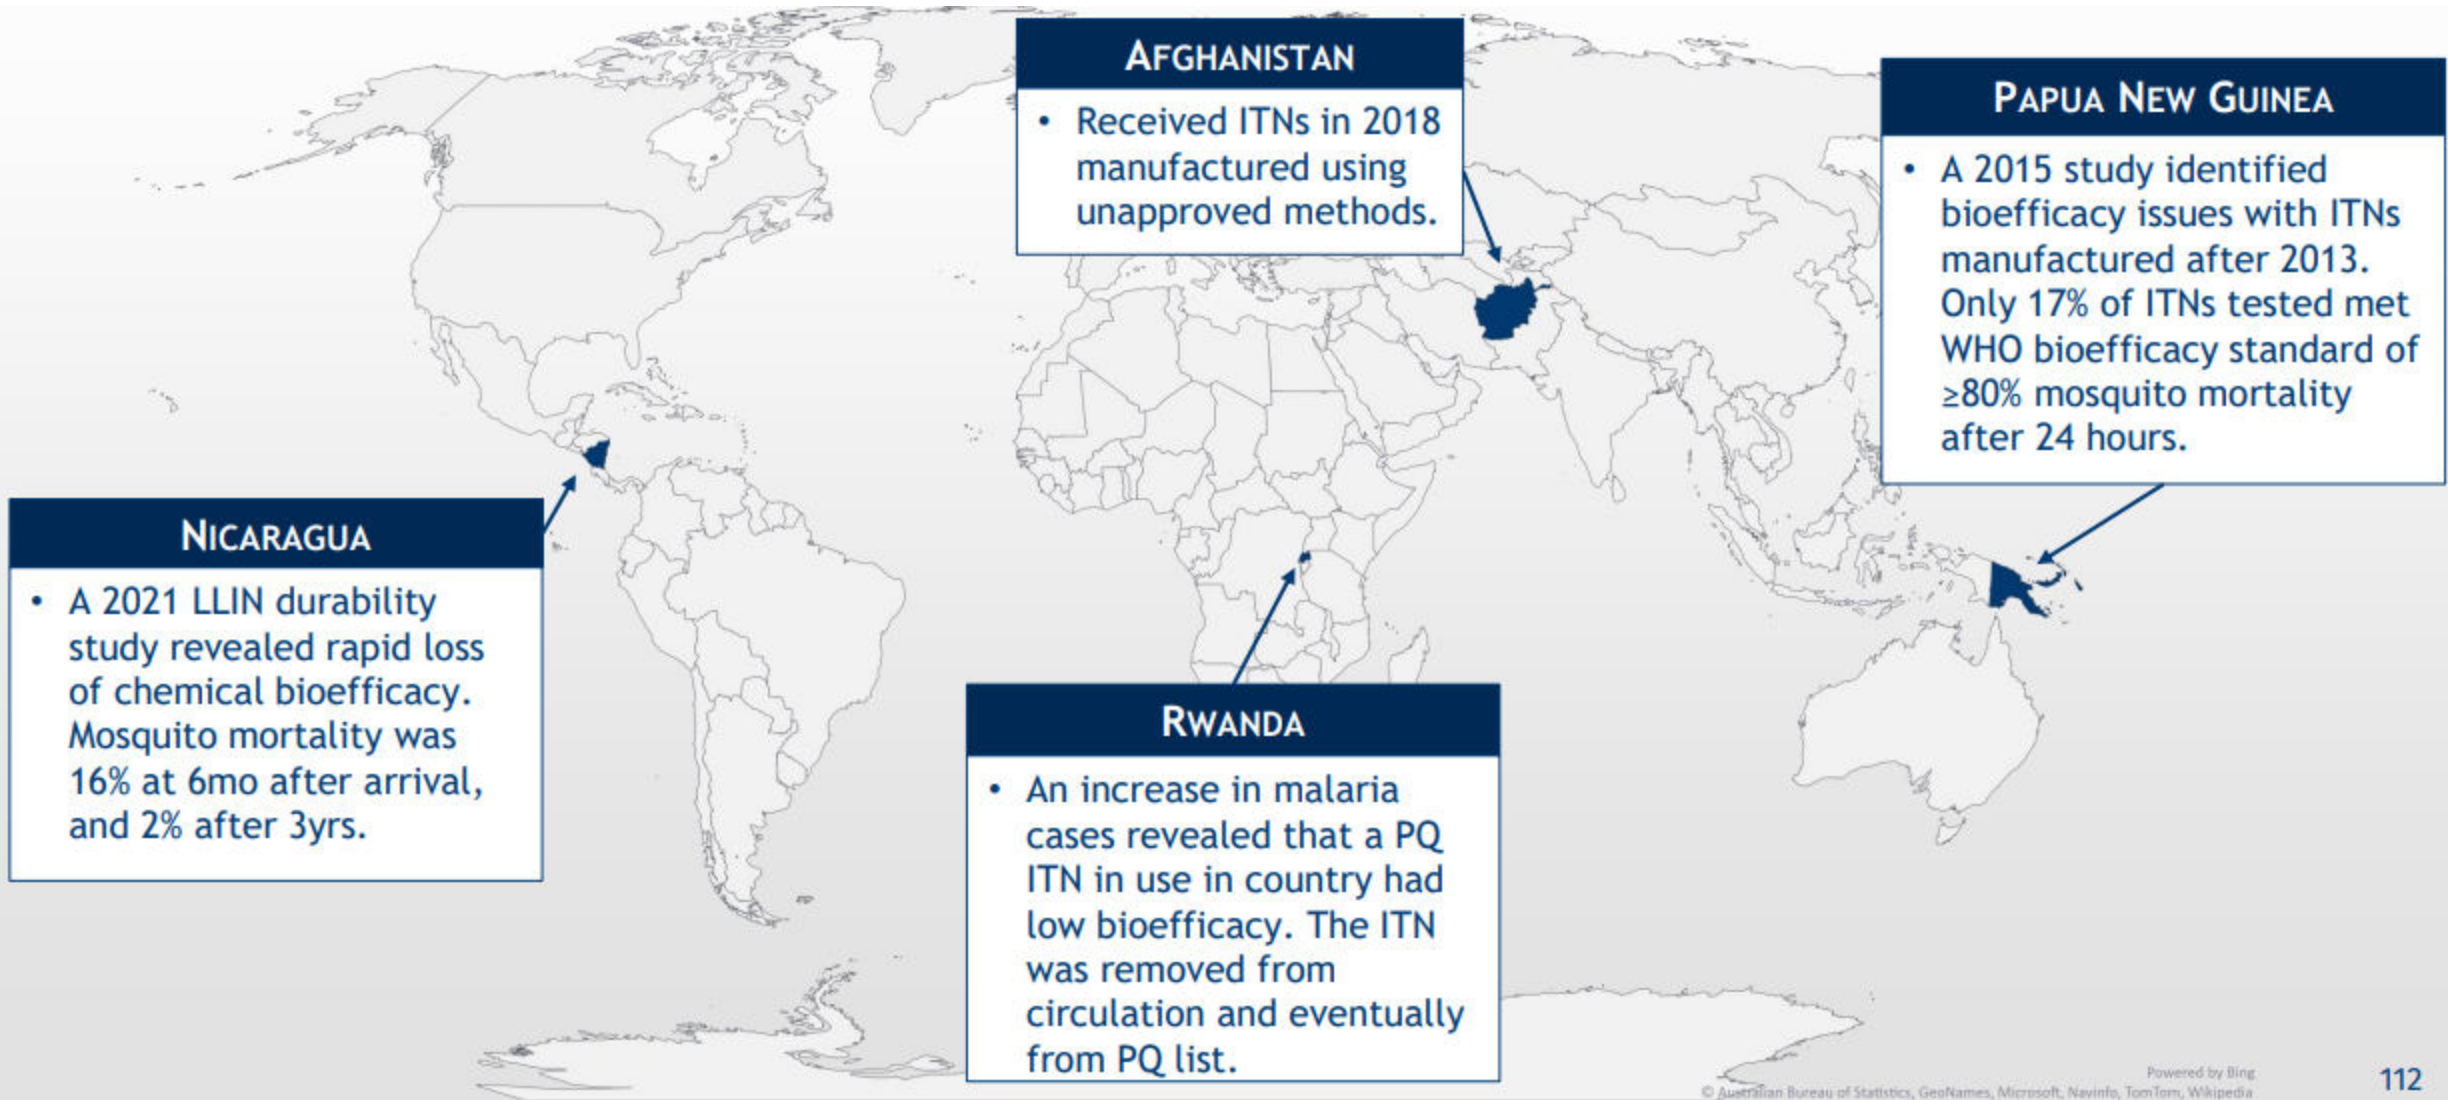 AFGHANISTAN
• Received ITNs in 2018
manufactured using
unapproved methods.
PAPUA NEW GUINEA
• A 2015 study identified
bioefficacy issues with ITNs
manufactured after 2013.
Only 17% of ITNs tested met
WHO bioefficacy standard of
≥80% mosquito mortality
after 24 hours.
NICARAGUA
• A 2021 LLIN durability
study revealed rapid loss
of chemical bioefficacy.
Mosquito mortality was
16% at 6mo after arrival,
and 2% after 3yrs.
RWANDA
• An increase in malaria
cases revealed that a PQ
ITN in use in country had
low bioefficacy. The ITN
was removed from
circulation and eventually
from PQ list.
Powered by Bing
© Australian Bureau of Statistics, GeoNames, Microsoft, Navinfo, TomTom, Wikipedia
112